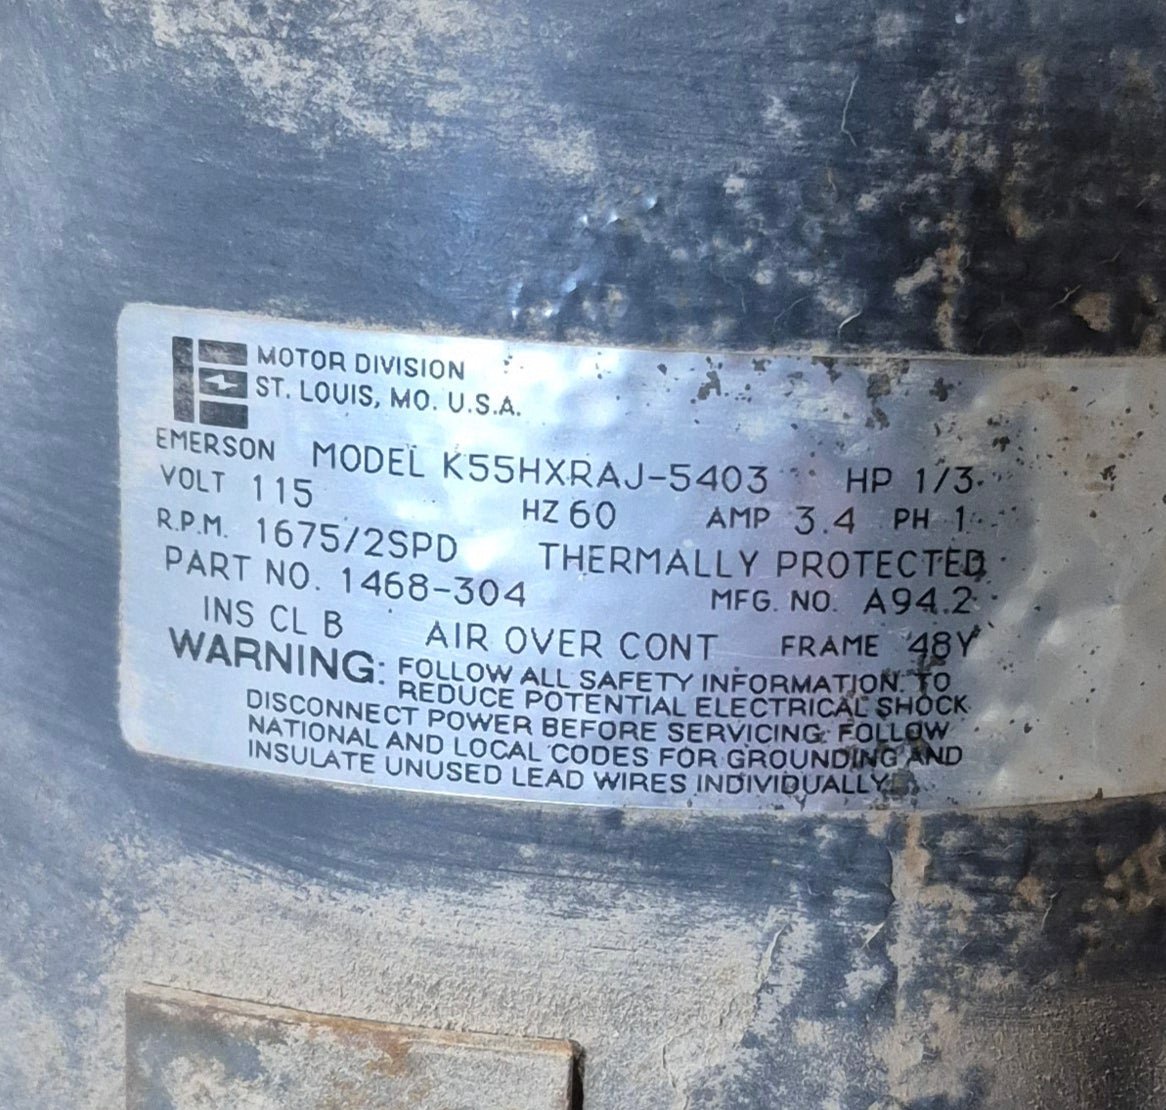 MOTOR DIVISION
ST. LOUIS, MO. U.S.A.
EMERSON MODEL K55HXRAJ-5403 HP 1/3
VOLT 115 HZ 60 AMP 3.4 PH 1
R.P.M. 1675/2SPD THERMALLY PROTECTED
PART NO. 1468-304 MFG. NO. A94.2
INS CL B AIR OVER CONT FRAME 48Y
WARNING: FOLLOW ALL SAFETY INFORMATION. TO
REDUCE POTENTIAL ELECTRICAL SHOCK
DISCONNECT POWER BEFORE SERVICING. FOLLOW
NATIONAL AND LOCAL CODES FOR GROUNDING AND
INSULATE UNUSED LEAD WIRES INDIVIDUALLY.